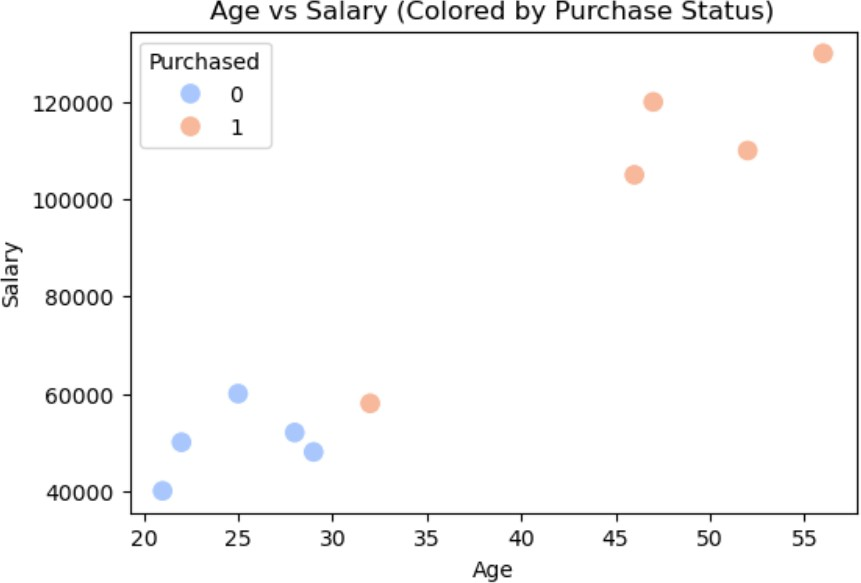 Age vs Salary (Colored by Purchase Status)
Purchased
0
1
120000
100000
80000
60000
40000
Salary
20 25 30 35 40 45 50 55
Age